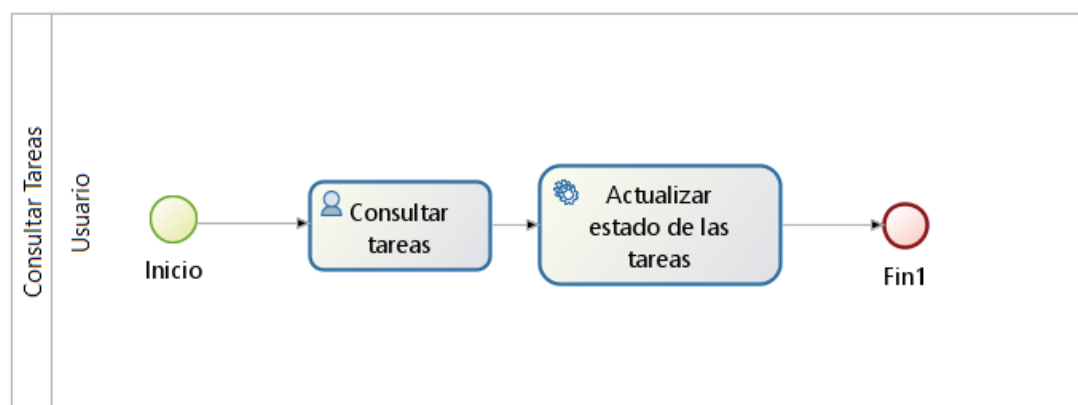 Consultar Tareas
Usuario
Inicio
Consultar
tareas
Actualizar
estado de las
tareas
Fin1